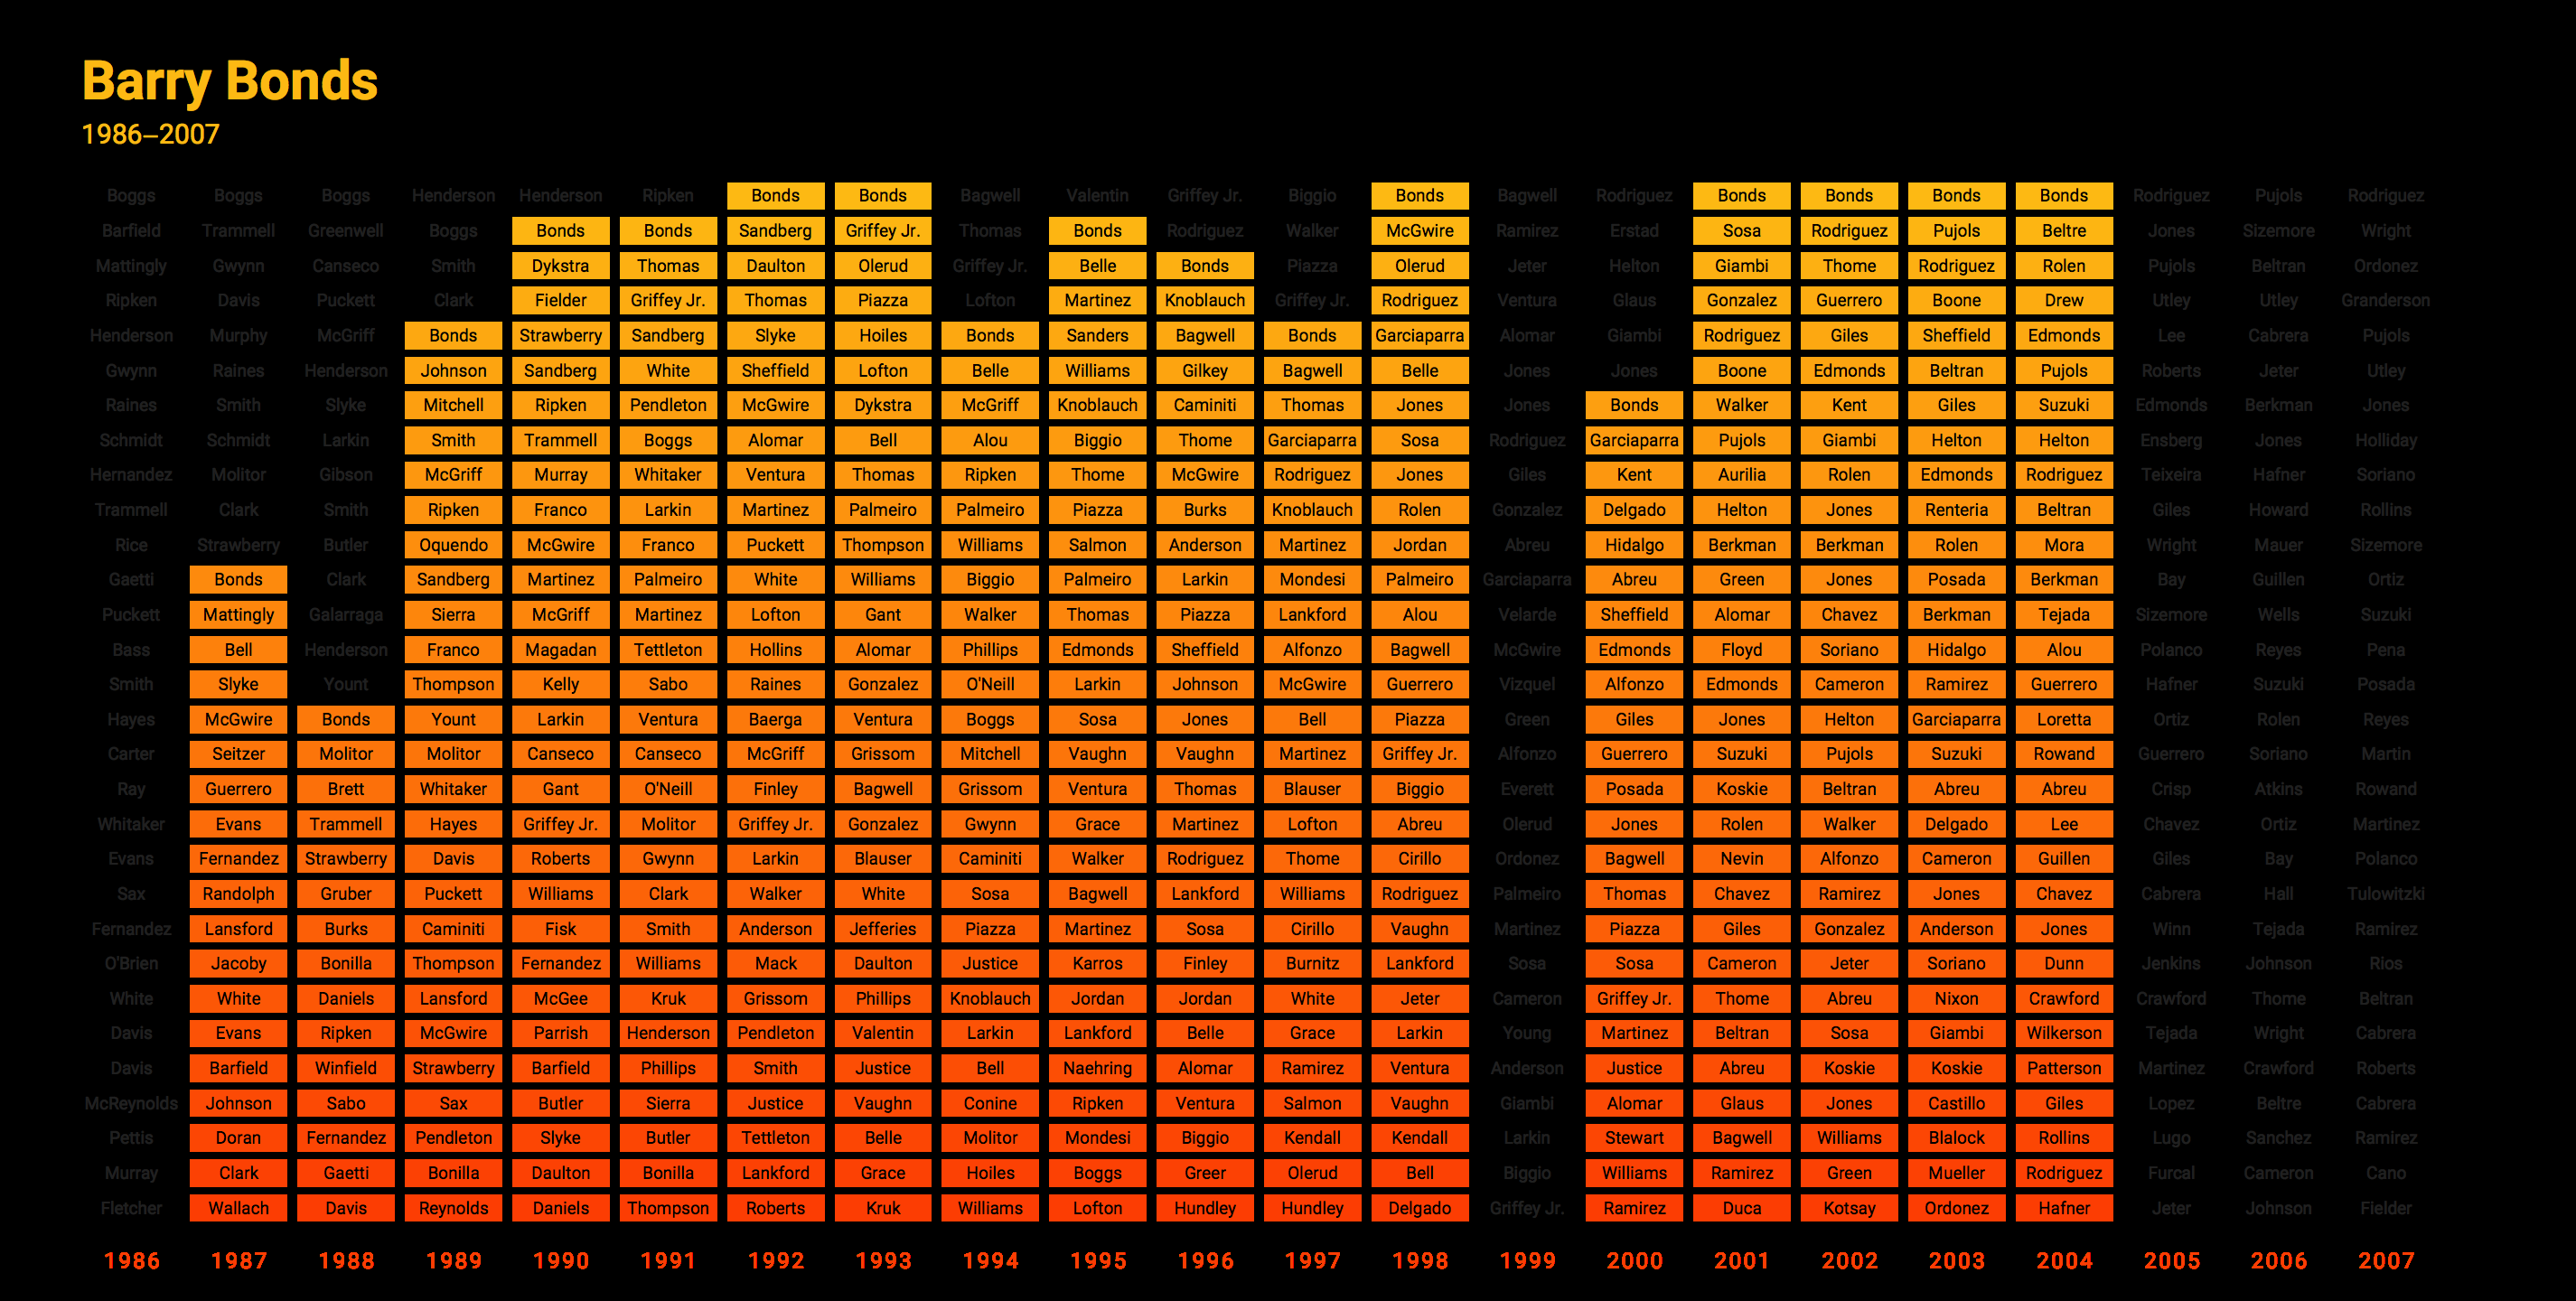 Barry Bonds
1986–2007
Boggs Boggs Boggs Henderson Henderson Ripken Bonds Bonds Bagwell Valentin Griffey Jr. Biggio Bonds Bagwell Rodriguez Bonds Bonds Bonds Bonds Rodriguez Pujols Rodriguez
Barfield Trammell Greenwell Boggs Bonds Bonds Sandberg Griffey Jr. Thomas Bonds Rodriguez Walker McGwire Ramirez Erstad Sosa Rodriguez Pujols Beltre Jones Sizemore Wright
Mattingly Gwynn Canseco Smith Dykstra Thomas Daulton Olerud Griffey Jr. Belle Bonds Piazza Olerud Jeter Helton Giambi Thome Rodriguez Rolen Pujols Beltran Ordonez
Ripken Davis Puckett Clark Fielder Griffey Jr. Thomas Piazza Lofton Martinez Knoblauch Griffey Jr. Rodriguez Ventura Glaus Gonzalez Guerrero Boone Drew Utley Utley Granderson
Henderson Murphy McGriff Bonds Strawberry Sandberg Slyke Hoiles Bonds Sanders Bagwell Bonds Garciaparra Alomar Giambi Rodriguez Giles Sheffield Edmonds Lee Cabrera Pujols
Gwynn Raines Henderson Johnson Sandberg White Sheffield Lofton Belle Williams Gilkey Bagwell Belle Jones Jones Boone Edmonds Beltran Pujols Roberts Jeter Utley
Raines Smith Slyke Mitchell Ripken Pendleton McGwire Dykstra McGriff Knoblauch Caminiti Thomas Jones Jones Bonds Walker Kent Giles Suzuki Edmonds Berkman Jones
Schmidt Schmidt Larkin Smith Trammell Boggs Alomar Bell Alou Biggio Thome Garciaparra Sosa Rodriguez Garciaparra Pujols Giambi Helton Helton Ensberg Jones Holliday
Hernandez Molitor Gibson McGriff Murray Whitaker Ventura Thomas Ripken Thome McGwire Rodriguez Jones Giles Kent Aurilia Rolen Edmonds Rodriguez Teixeira Hafner Soriano
Trammell Clark Smith Ripken Franco Larkin Martinez Palmeiro Palmeiro Piazza Burks Knoblauch Rolen Gonzalez Delgado Helton Jones Renteria Beltran Giles Howard Rollins
Rice Strawberry Butler Oquendo McGwire Franco Puckett Thompson Williams Salmon Anderson Martinez Jordan Abreu Hidalgo Berkman Berkman Rolen Mora Wright Mauer Sizemore
Gaetti Bonds Clark Sandberg Martinez Palmeiro White Williams Biggio Palmeiro Larkin Mondesi Palmeiro Garciaparra Abreu Green Jones Posada Berkman Bay Guillen Ortiz
Puckett Mattingly Galarraga Sierra McGriff Martinez Lofton Gant Walker Thomas Piazza Lankford Alou Velarde Sheffield Alomar Chavez Berkman Tejada Sizemore Wells Suzuki
Bass Bell Henderson Franco Magadan Tettleton Hollins Alomar Phillips Edmonds Sheffield Alfonzo Bagwell McGwire Edmonds Floyd Soriano Hidalgo Alou Polanco Reyes Pena
Smith Slyke Yount Thompson Kelly Sabo Raines Gonzalez O'Neill Larkin Johnson McGwire Guerrero Vizquel Alfonzo Edmonds Cameron Ramirez Guerrero Hafner Suzuki Posada
Hayes McGwire Bonds Yount Larkin Ventura Baerga Ventura Boggs Sosa Jones Bell Piazza Green Giles Jones Helton Garciaparra Loretta Ortiz Rolen Reyes
Carter Seitzer Molitor Molitor Canseco Canseco McGriff Grissom Mitchell Vaughn Vaughn Martinez Griffey Jr. Alfonzo Guerrero Suzuki Pujols Suzuki Rowand Guerrero Soriano Martin
Ray Guerrero Brett Whitaker Gant O'Neill Finley Bagwell Grissom Ventura Thomas Blauser Biggio Everett Posada Koskie Beltran Abreu Abreu Crisp Atkins Rowand
Whitaker Evans Trammell Hayes Griffey Jr. Molitor Griffey Jr. Gonzalez Gwynn Grace Martinez Lofton Abreu Olerud Jones Rolen Walker Delgado Lee Chavez Ortiz Martinez
Evans Fernandez Strawberry Davis Roberts Gwynn Larkin Blauser Caminiti Walker Rodriguez Thome Cirillo Ordonez Bagwell Nevin Alfonzo Cameron Guillen Giles Bay Polanco
Sax Randolph Gruber Puckett Williams Clark Walker White Sosa Bagwell Lankford Williams Rodriguez Palmeiro Thomas Chavez Ramirez Jones Chavez Cabrera Hall Tulowitzki
Fernandez Lansford Burks Caminiti Fisk Smith Anderson Jefferies Piazza Martinez Sosa Cirillo Vaughn Martinez Piazza Giles Gonzalez Anderson Jones Winn Tejada Ramirez
O'Brien Jacoby Bonilla Thompson Fernandez Williams Mack Daulton Justice Karros Finley Burnitz Lankford Sosa Sosa Cameron Jeter Soriano Dunn Jenkins Johnson Rios
White White Daniels Lansford McGee Kruk Grissom Phillips Knoblauch Jordan Jordan White Jeter Cameron Griffey Jr. Thome Abreu Nixon Crawford Crawford Thome Beltran
Davis Evans Ripken McGwire Parrish Henderson Pendleton Valentin Larkin Lankford Belle Grace Larkin Young Martinez Beltran Sosa Giambi Wilkerson Tejada Wright Cabrera
Davis Barfield Winfield Strawberry Barfield Phillips Smith Justice Bell Naehring Alomar Ramirez Ventura Anderson Justice Abreu Koskie Koskie Patterson Martinez Crawford Roberts
McReynolds Johnson Sabo Sax Butler Sierra Justice Vaughn Conine Ripken Ventura Salmon Vaughn Giambi Alomar Glaus Jones Castillo Giles Lopez Beltre Cabrera
Pettis Doran Fernandez Pendleton Slyke Butler Tettleton Belle Molitor Mondesi Biggio Kendall Kendall Larkin Stewart Bagwell Williams Blalock Rollins Lugo Sanchez Ramirez
Murray Clark Gaetti Bonilla Daulton Bonilla Lankford Grace Hoiles Boggs Greer Olerud Bell Biggio Williams Ramirez Green Mueller Rodriguez Furcal Cameron Cano
Fletcher Wallach Davis Reynolds Daniels Thompson Roberts Kruk Williams Lofton Hundley Hundley Delgado Griffey Jr. Ramirez Duca Kotsay Ordonez Hafner Jeter Johnson Fielder
1986 1987 1988 1989 1990 1991 1992 1993 1994 1995 1996 1997 1998 1999 2000 2001 2002 2003 2004 2005 2006 2007